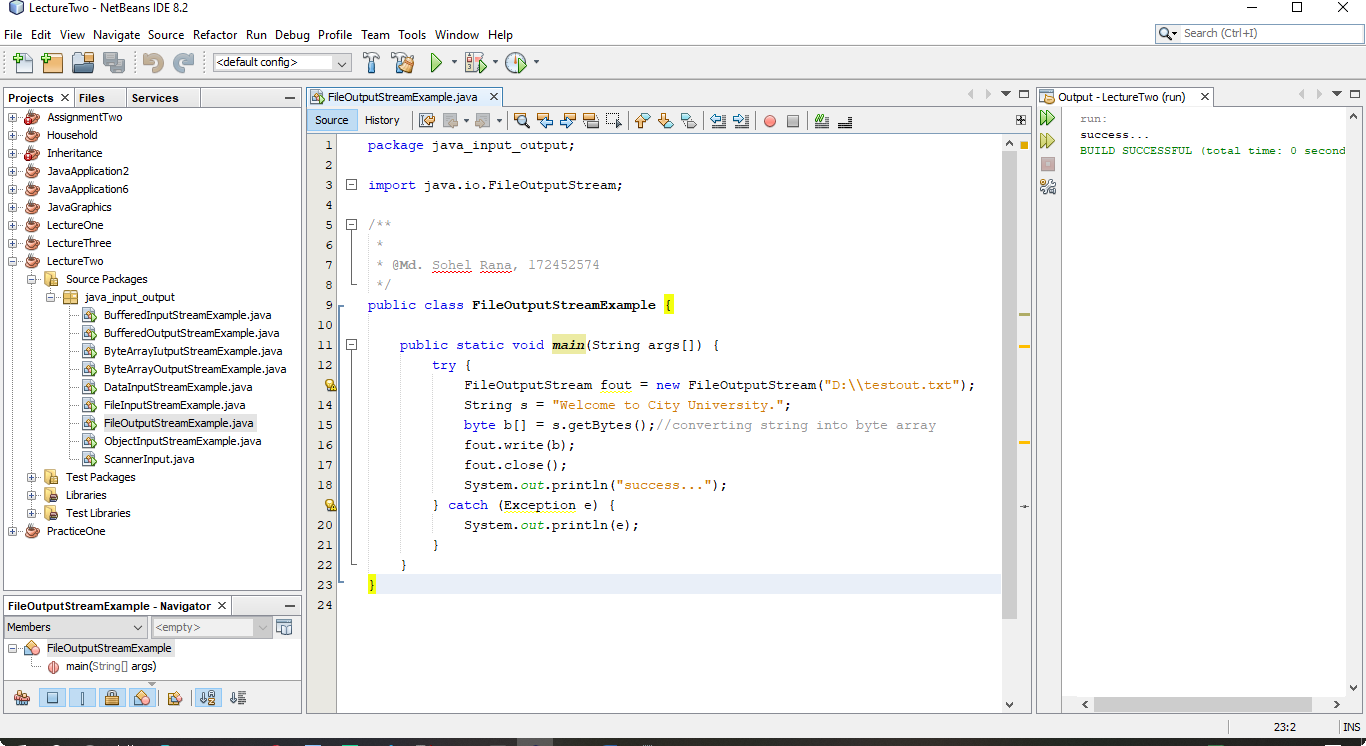 LectureTwo - NetBeans IDE 8.2
File Edit View Navigate Source Refactor Run Debug Profile Team Tools Window Help
Search (Ctrl+I)
<default config>
Projects Files Services
AssignmentTwo
Household
Inheritance
JavaApplication2
JavaApplication6
JavaGraphics
LectureOne
LectureThree
LectureTwo
Source Packages
java_input_output
BufferedInputStreamExample.java
BufferedOutputStreamExample.java
ByteArrayIutputStreamExample.java
ByteArrayOutputStreamExample.java
DataInputStreamExample.java
FileInputStreamExample.java
FileOutputStreamExample.java
ObjectInputStreamExample.java
ScannerInput.java
Test Packages
Libraries
Test Libraries
PracticeOne
FileOutputStreamExample - Navigator
Members <empty>
FileOutputStreamExample
main(String[] args)
FileOutputStreamExample.java
Source History
1 package java_input_output;
2
3 import java.io.FileOutputStream;
4
5 /**
6 *
7 * @Md. Sohel Rana, 172452574
8 */
9 public class FileOutputStreamExample {
10
11 public static void main(String args[]) {
12 try {
FileOutputStream fout = new FileOutputStream("D:\\testout.txt");
14 String s = "Welcome to City University.";
15 byte b[] = s.getBytes();//converting string into byte array
16 fout.write(b);
17 fout.close();
18 System.out.println("success...");
} catch (Exception e) {
20 System.out.println(e);
21 }
22 }
23 }
24
Output - LectureTwo (run)
run:
success...
BUILD SUCCESSFUL (total time: 0 second
23:2 INS